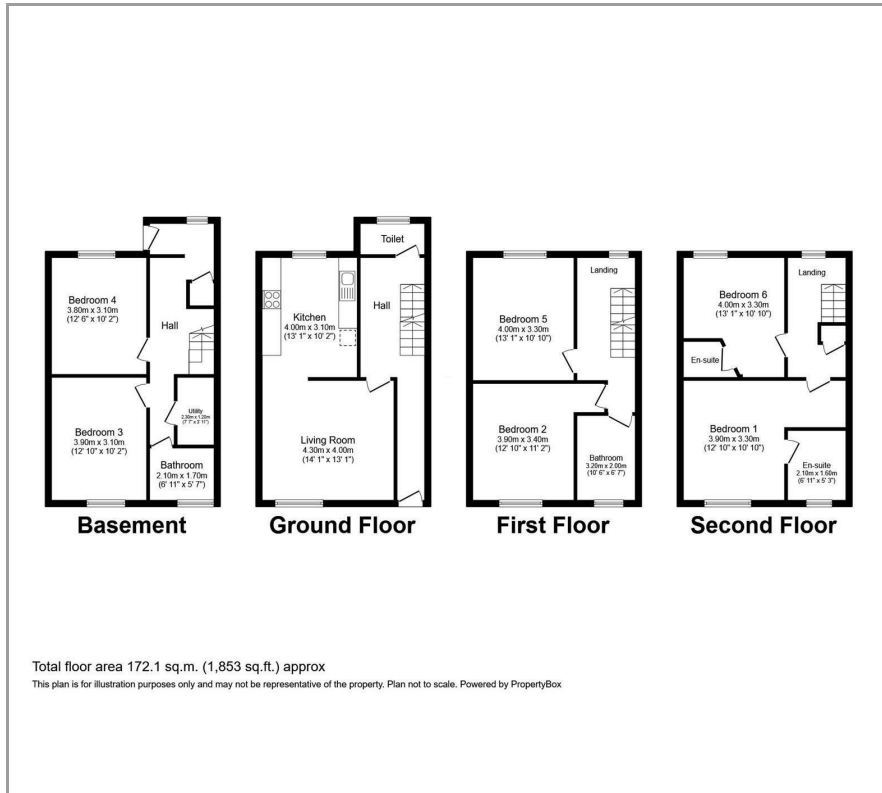 Bedroom 4
3.80m x 3.10m
(12' 6" x 10' 2")
Hall
Bedroom 3
3.90m x 3.10m
(12' 10" x 10' 2")
Utility
2.30m x 1.20m
(7' 7" x 3' 11")
Bathroom
2.10m x 1.70m
(6' 11" x 5' 7")
Basement
Toilet
Kitchen
4.00m x 3.10m
(13' 1" x 10' 2")
Hall
Living Room
4.30m x 4.00m
(14' 1" x 13' 1")
Ground Floor
Landing
Bedroom 5
4.00m x 3.30m
(13' 1" x 10' 10")
Bedroom 2
3.90m x 3.40m
(12' 10" x 11' 2")
Bathroom
3.20m x 2.00m
(10' 6" x 6' 7")
First Floor
Landing
Bedroom 6
4.00m x 3.30m
(13' 1" x 10' 10")
En-suite
Bedroom 1
3.90m x 3.30m
(12' 10" x 10' 10")
En-suite
2.10m x 1.60m
(6' 11" x 5' 3")
Second Floor
Total floor area 172.1 sq.m. (1,853 sq.ft.) approx
This plan is for illustration purposes only and may not be representative of the property. Plan not to scale. Powered by PropertyBox